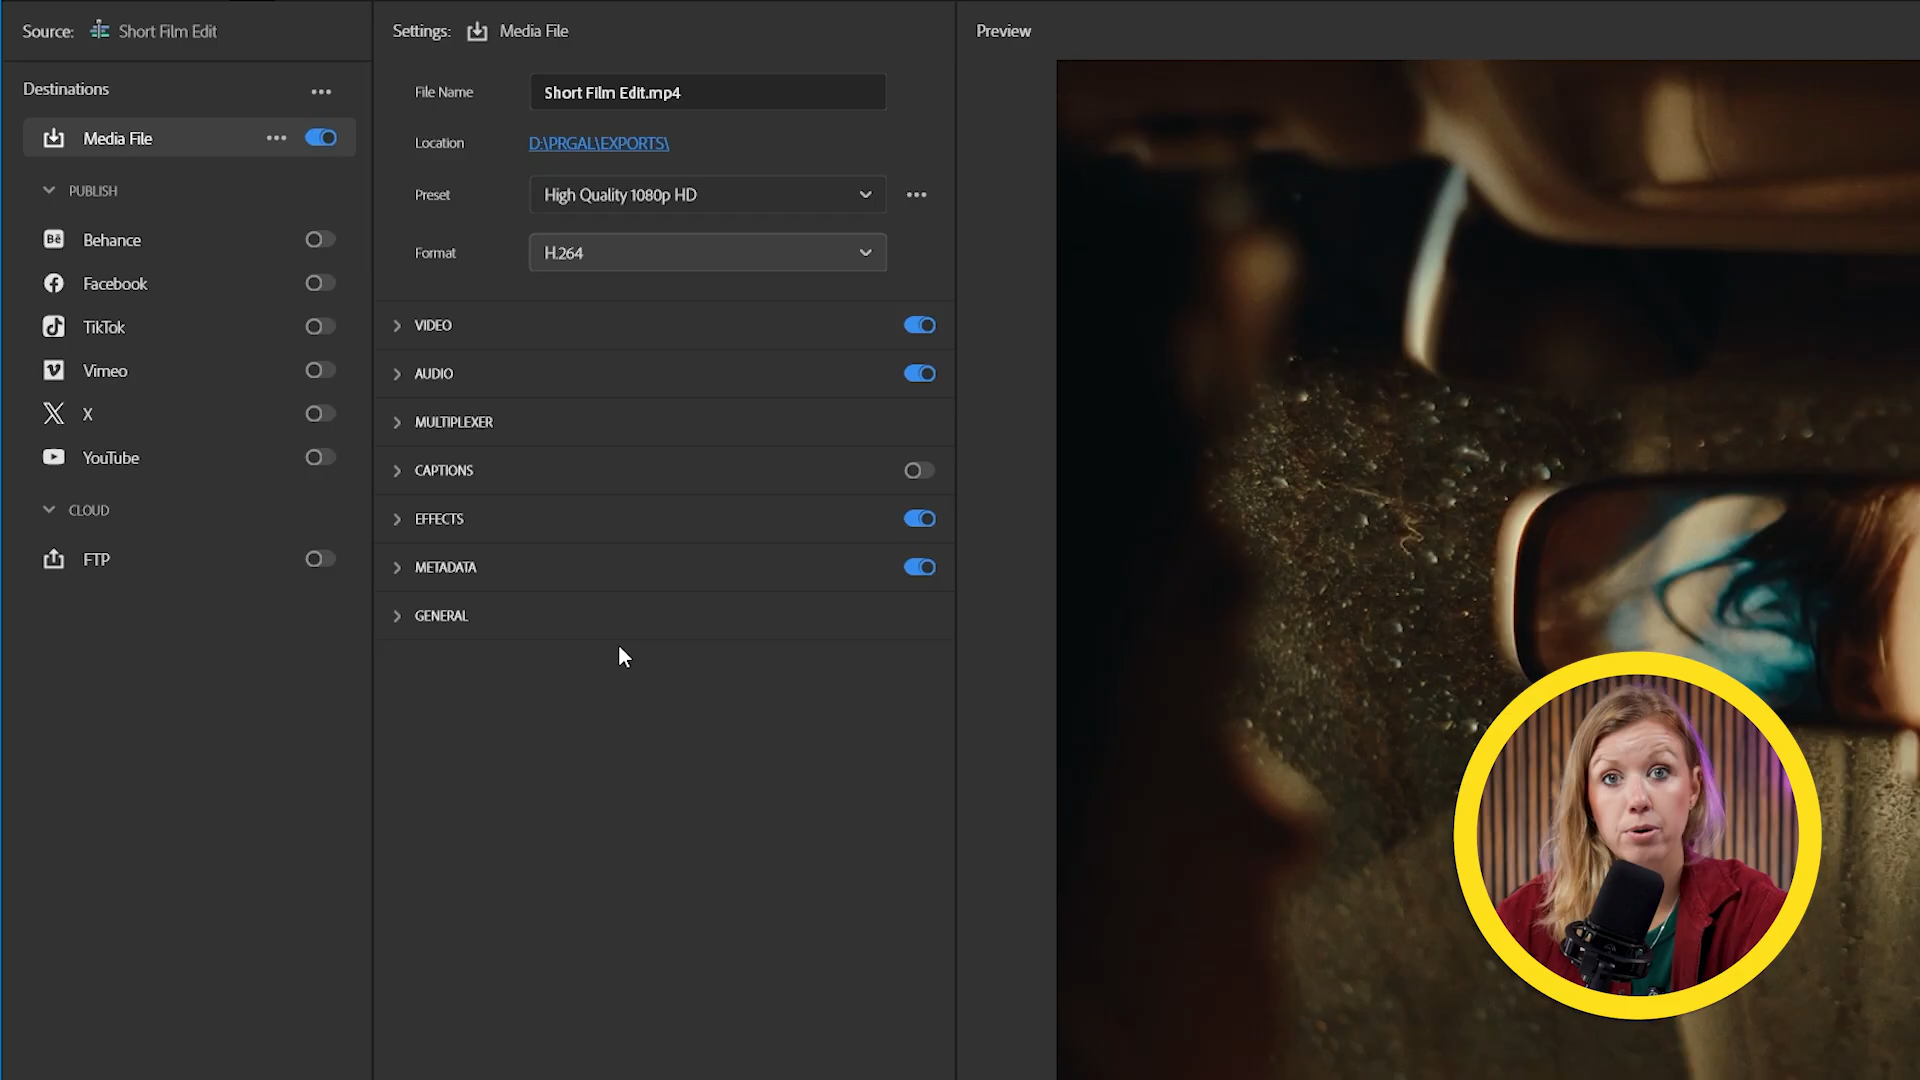 Source: Short Film Edit
Destinations
Media File
PUBLISH
Behance
Facebook
TikTok
Vimeo
X
YouTube
CLOUD
FTP
Settings: Media File
File Name Short Film Edit.mp4
Location D:\PRGAL\EXPORTS\
Preset High Quality 1080p HD
Format H.264
VIDEO
AUDIO
MULTIPLEXER
CAPTIONS
EFFECTS
METADATA
GENERAL
Preview